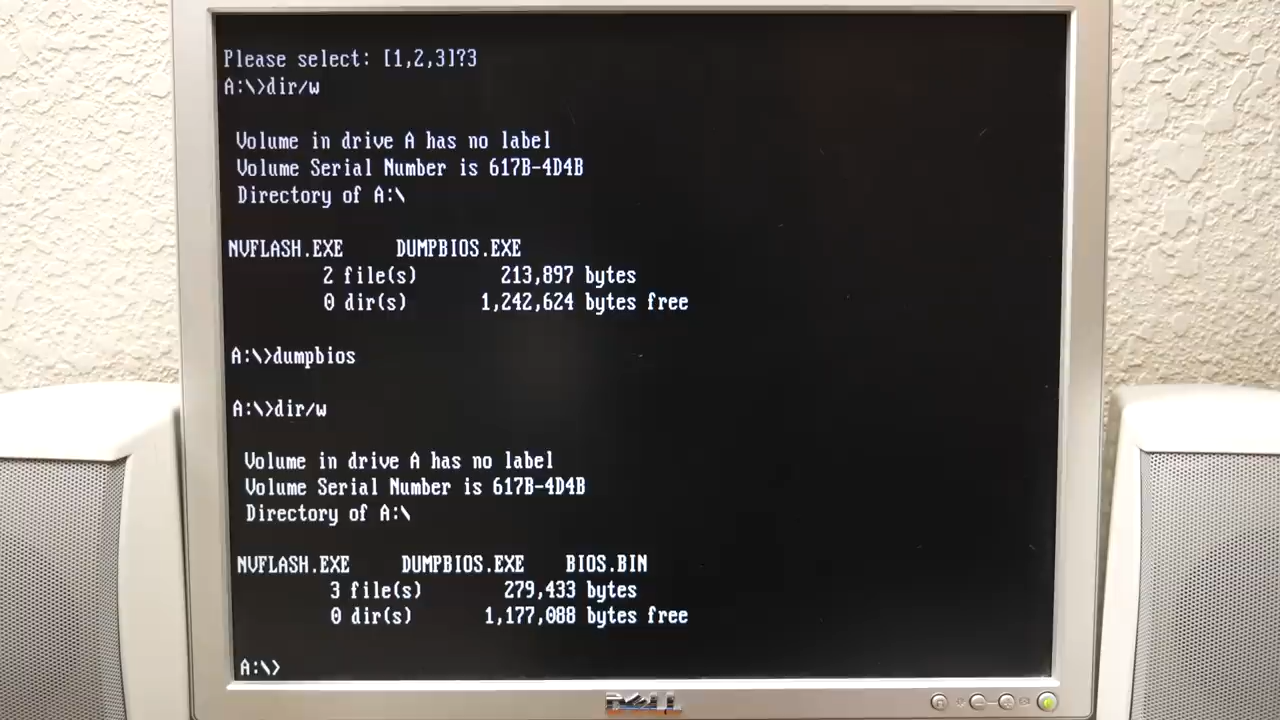 Please select: [1,2,3]?3
A:\>dir/w
Volume in drive A has no label
Volume Serial Number is 617B-4D4B
Directory of A:\
NVFLASH.EXE DUMPBIOS.EXE
2 file(s) 213,897 bytes
0 dir(s) 1,242,624 bytes free
A:\>dumpbios
A:\>dir/w
Volume in drive A has no label
Volume Serial Number is 617B-4D4B
Directory of A:\
NVFLASH.EXE DUMPBIOS.EXE BIOS.BIN
3 file(s) 279,433 bytes
0 dir(s) 1,177,088 bytes free
A:\>
DELL